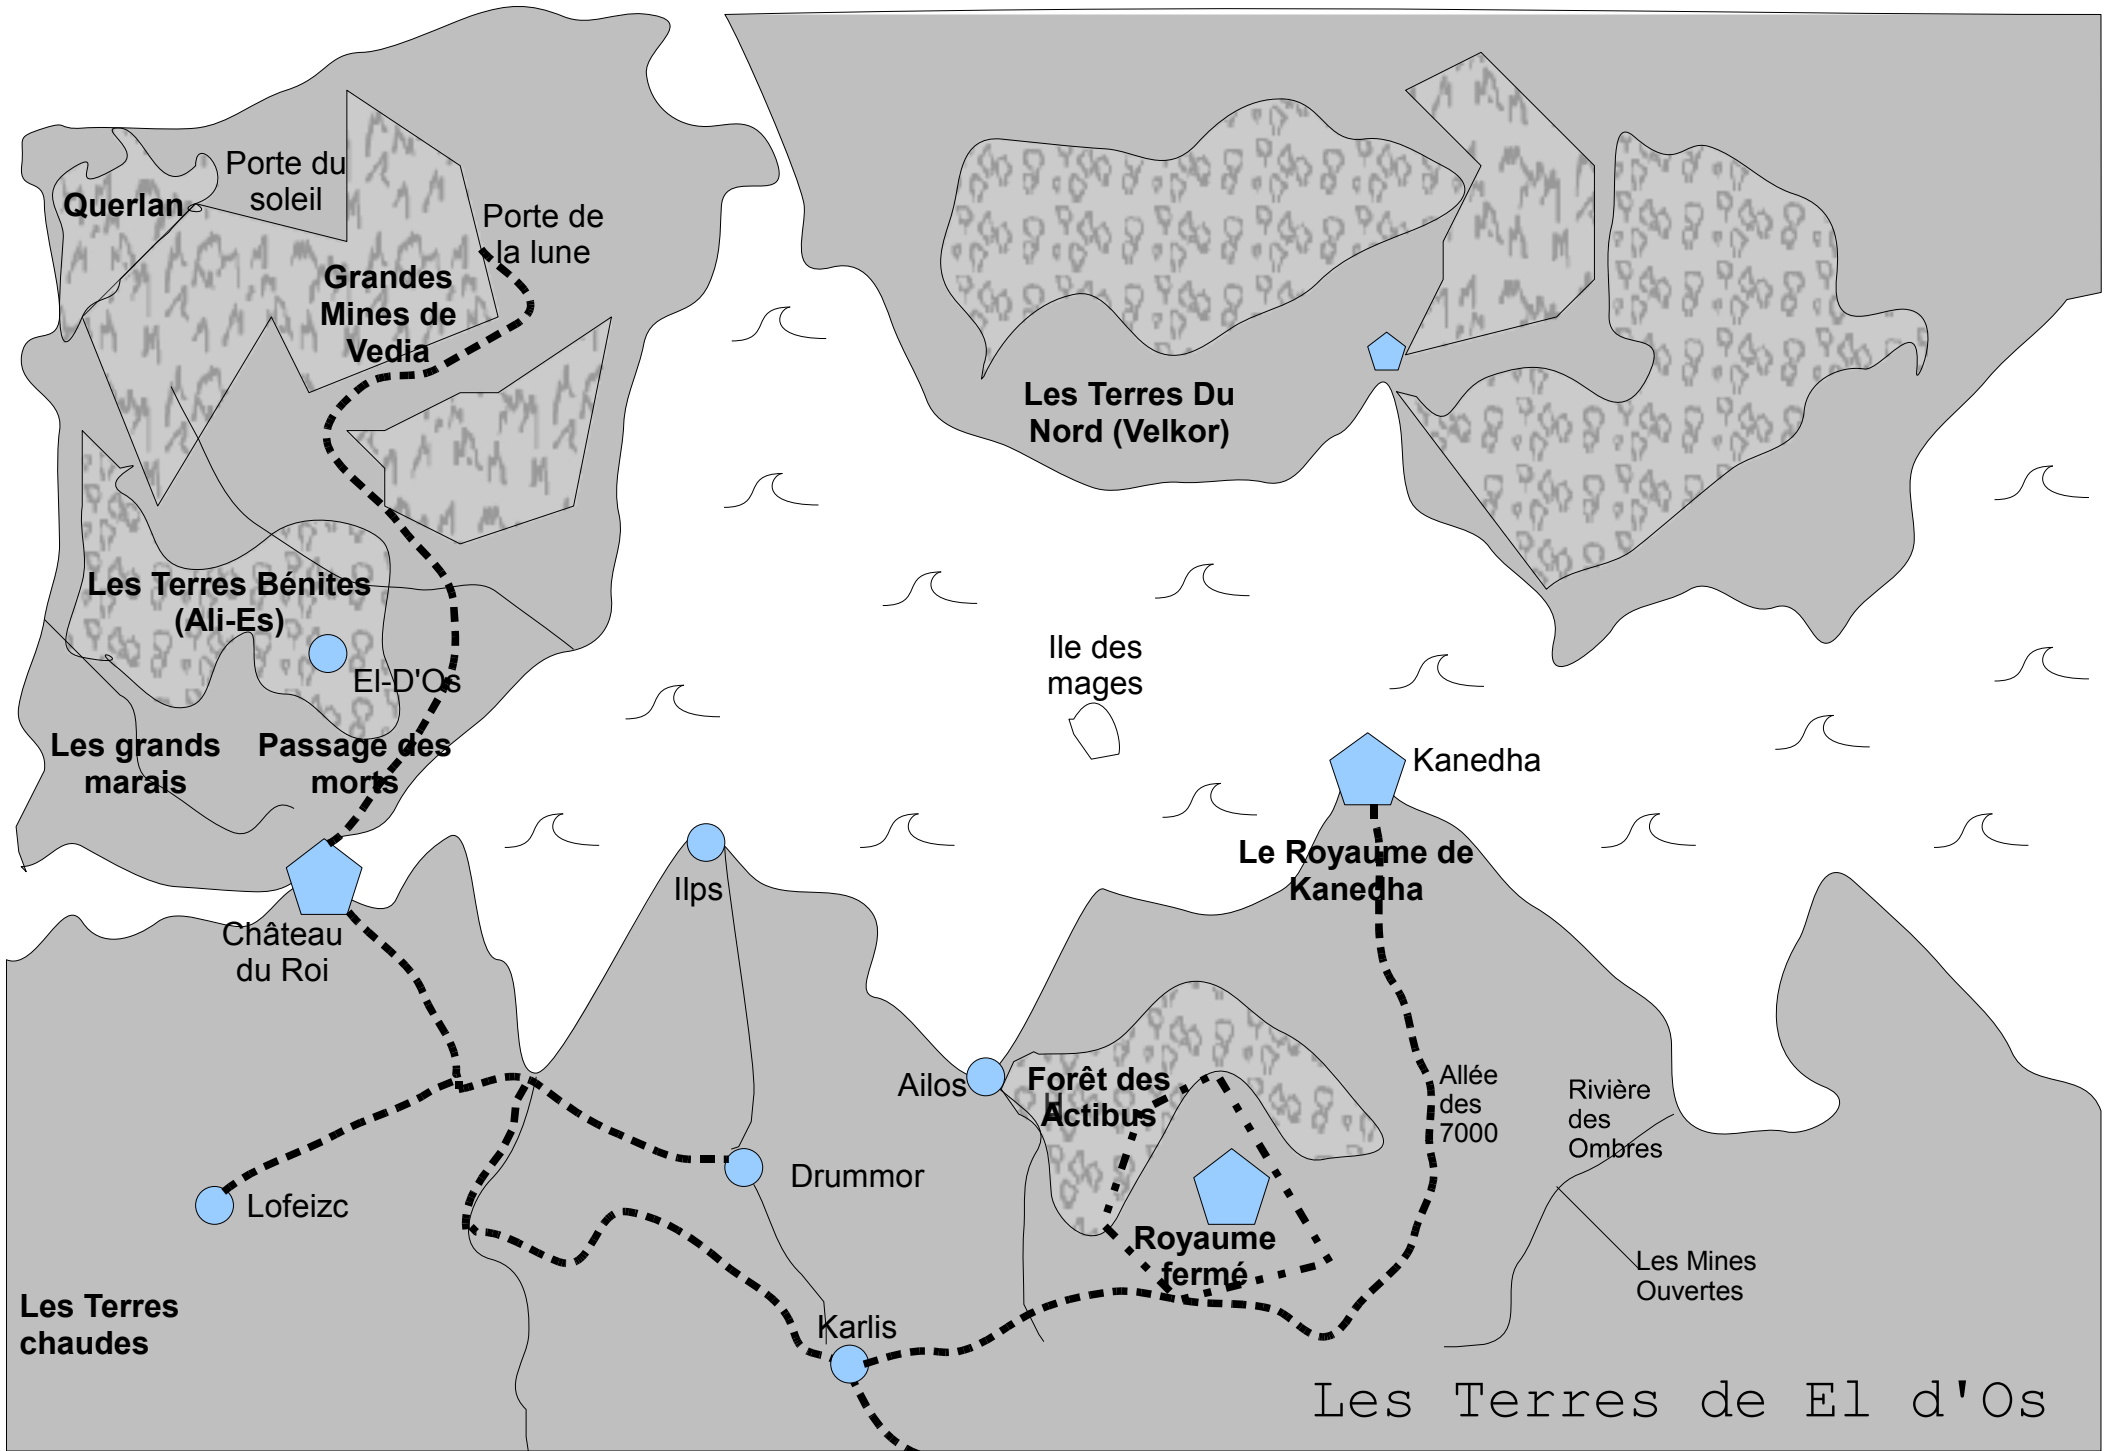 Porte du
soleil
Querlan
Porte de
la lune
Grandes
Mines de
Vedia
Les Terres Du
Nord (Velkor)
Les Terres Bénites
(Ali-Es)
El-D'Os
Ile des
mages
Les grands
marais
Passage des
morts
Kanedha
Le Royaume de
Kanedha
Ilps
Château
du Roi
Ailos
Forêt des
Actibus
Allée
des
7000
Rivière
des
Ombres
Drummor
Lofeizc
Royaume
fermé
Les Mines
Ouvertes
Les Terres
chaudes
Karlis
Les Terres de El d'Os